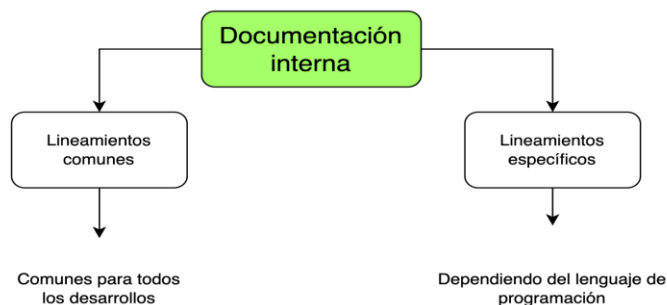 Documentación
interna
Lineamientos
comunes
Lineamientos
específicos
Comunes para todos
los desarrollos
Dependiendo del lenguaje de
programación